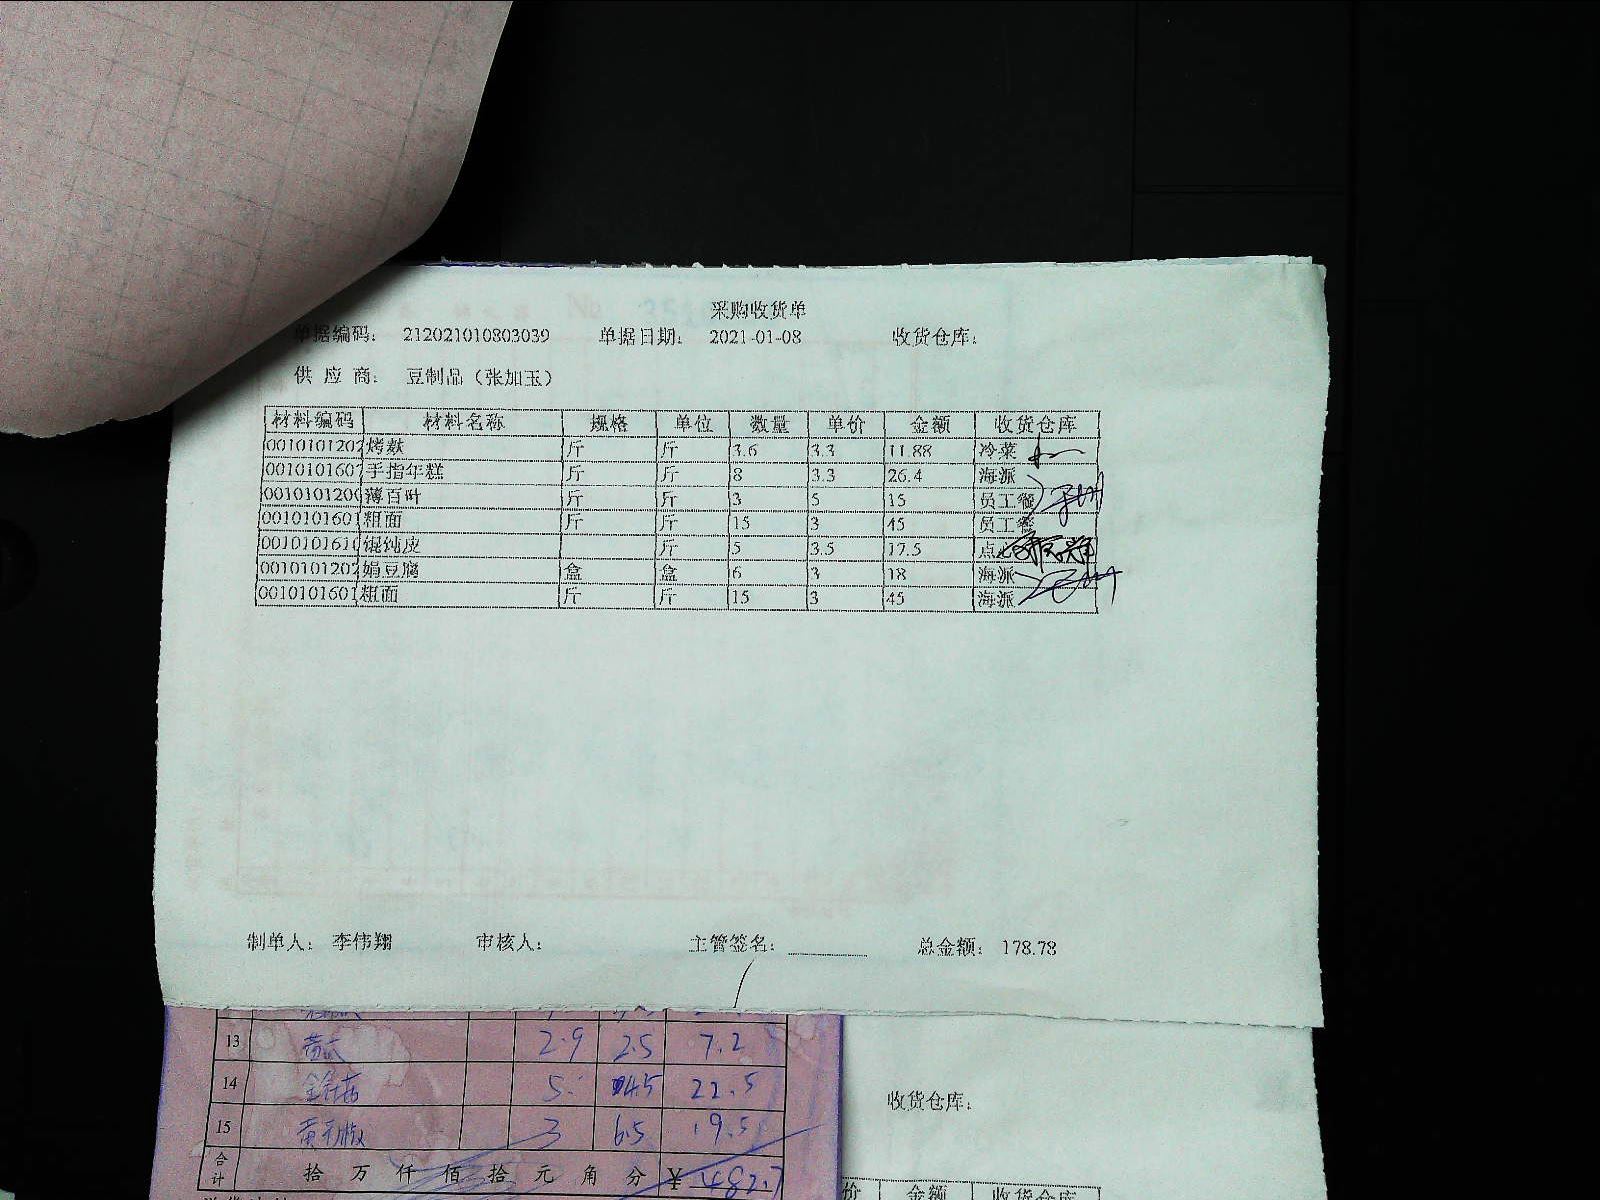 采购收货单
单据编码： 212021010803039 单据日期： 2021-01-08 收货仓库：
供 应 商： 豆制品（张加玉）
材料编码 材料名称 规格 单位 数量 单价 金额 收货仓库
0010101202 烤麸 斤 斤 3.6 3.3 11.88 冷菜
0010101607 手指年糕 斤 斤 8 3.3 26.4 海派
0010101200 薄百叶 斤 斤 3 5 15 员工餐
0010101601 粗面 斤 斤 15 3 45 员工餐
0010101610 馄饨皮 斤 5 3.5 17.5 点心
0010101202 娟豆腐 盒 盒 6 3 18 海派
0010101601 粗面 斤 斤 15 3 45 海派
制单人： 李伟翔 审核人： 主管签名： 总金额： 178.78
13 2.9 2.5 7.2
14 5. 4.5 22.5
15 3 6.5 19.5
合计 拾 万 仟 佰 拾 元 角 分 ¥ 482.7
收货仓库：
价 金额 收货仓库